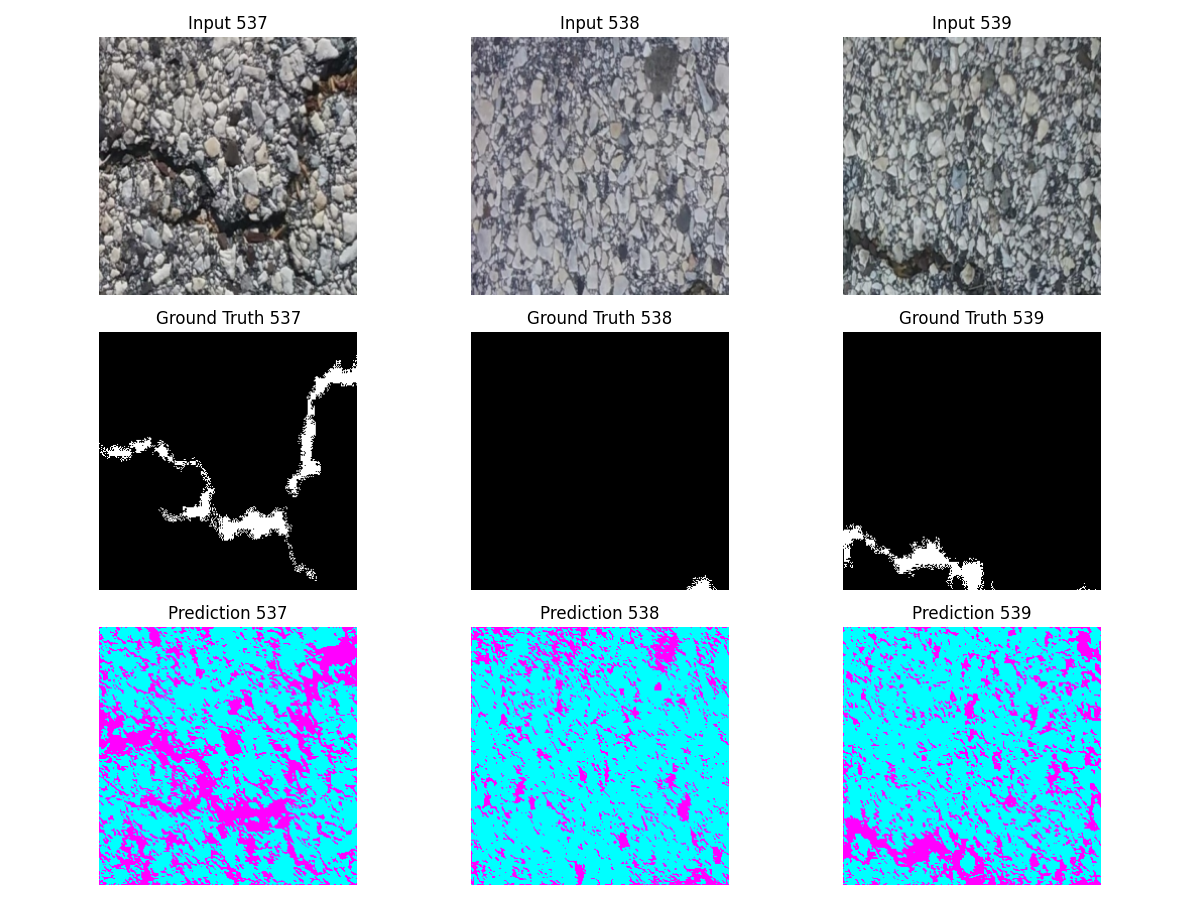 Input 537
Input 538
Input 539
Ground Truth 537
Ground Truth 538
Ground Truth 539
Prediction 537
Prediction 538
Prediction 539